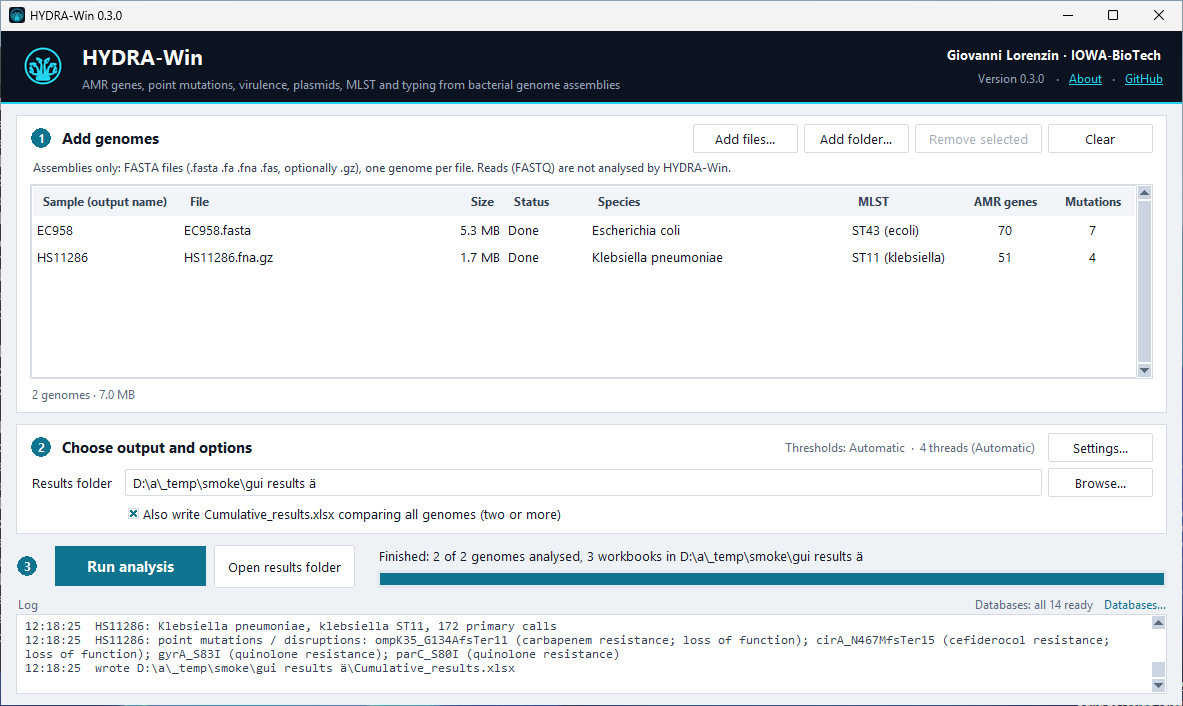 HYDRA-Win 0.3.0
HYDRA-Win
AMR genes, point mutations, virulence, plasmids, MLST and typing from bacterial genome assemblies
Giovanni Lorenzin · IOWA-BioTech
Version 0.3.0 · About · GitHub
1 Add genomes
Add files... Add folder... Remove selected Clear
Assemblies only: FASTA files (.fasta .fa .fna .fas, optionally .gz), one genome per file. Reads (FASTQ) are not analysed by HYDRA-Win.
Sample (output name) File Size Status Species MLST AMR genes Mutations
EC958 EC958.fasta 5.3 MB Done Escherichia coli ST43 (ecoli) 70 7
HS11286 HS11286.fna.gz 1.7 MB Done Klebsiella pneumoniae ST11 (klebsiella) 51 4
2 genomes · 7.0 MB
2 Choose output and options
Thresholds: Automatic · 4 threads (Automatic) Settings...
Results folder D:\a\_temp\smoke\gui results ä Browse...
Also write Cumulative_results.xlsx comparing all genomes (two or more)
3 Run analysis Open results folder
Finished: 2 of 2 genomes analysed, 3 workbooks in D:\a\_temp\smoke\gui results ä
Log
Databases: all 14 ready Databases...
12:18:25 HS11286: Klebsiella pneumoniae, klebsiella ST11, 172 primary calls
12:18:25 HS11286: point mutations / disruptions: ompK35_G134AfsTer11 (carbapenem resistance; loss of function); cirA_N467MfsTer15 (cefiderocol resistance;
loss of function); gyrA_S83I (quinolone resistance); parC_S80I (quinolone resistance)
12:18:25 wrote D:\a\_temp\smoke\gui results ä\Cumulative_results.xlsx